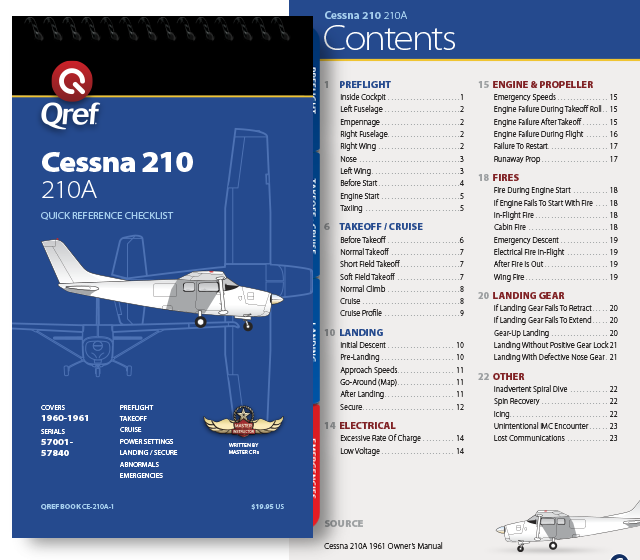 Qref
Cessna 210
210A
QUICK REFERENCE CHECKLIST
COVERS
1960-1961
SERIALS
57001-
57840
PREFLIGHT
TAKEOFF
CRUISE
POWER SETTINGS
LANDING / SECURE
ABNORMALS
EMERGENCIES
MASTER
INSTRUCTOR
WRITTEN BY
MASTER CFIs
QREF BOOK CE-210A-1
$19.95 US
Cessna 210 210A
Contents
1 PREFLIGHT
Inside Cockpit 1
Left Fuselage 2
Empennage 2
Right Fuselage 2
Right Wing 2
Nose 3
Left Wing 3
Before Start 4
Engine Start 5
Taxiing 5
6 TAKEOFF / CRUISE
Before Takeoff 6
Normal Takeoff 7
Short Field Takeoff 7
Soft Field Takeoff 7
Normal Climb 8
Cruise 8
Cruise Profile 9
10 LANDING
Initial Descent 10
Pre-Landing 10
Approach Speeds 11
Go-Around (Map) 11
After Landing 11
Secure 12
14 ELECTRICAL
Excessive Rate Of Charge 14
Low Voltage 14
SOURCE
Cessna 210A 1961 Owner's Manual
15 ENGINE & PROPELLER
Emergency Speeds 15
Engine Failure During Takeoff Roll 15
Engine Failure After Takeoff 15
Engine Failure During Flight 16
Failure To Restart 17
Runaway Prop 17
18 FIRES
Fire During Engine Start 18
If Engine Fails To Start With Fire 18
In-Flight Fire 18
Cabin Fire 18
Emergency Descent 19
Electrical Fire In-Flight 19
After Fire Is Out 19
Wing Fire 19
20 LANDING GEAR
If Landing Gear Fails To Retract 20
If Landing Gear Fails To Extend 20
Gear-Up Landing 20
Landing Without Positive Gear Lock 21
Landing With Defective Nose Gear 21
22 OTHER
Inadvertent Spiral Dive 22
Spin Recovery 22
Icing 22
Unintentional IMC Encounter 23
Lost Communications 23